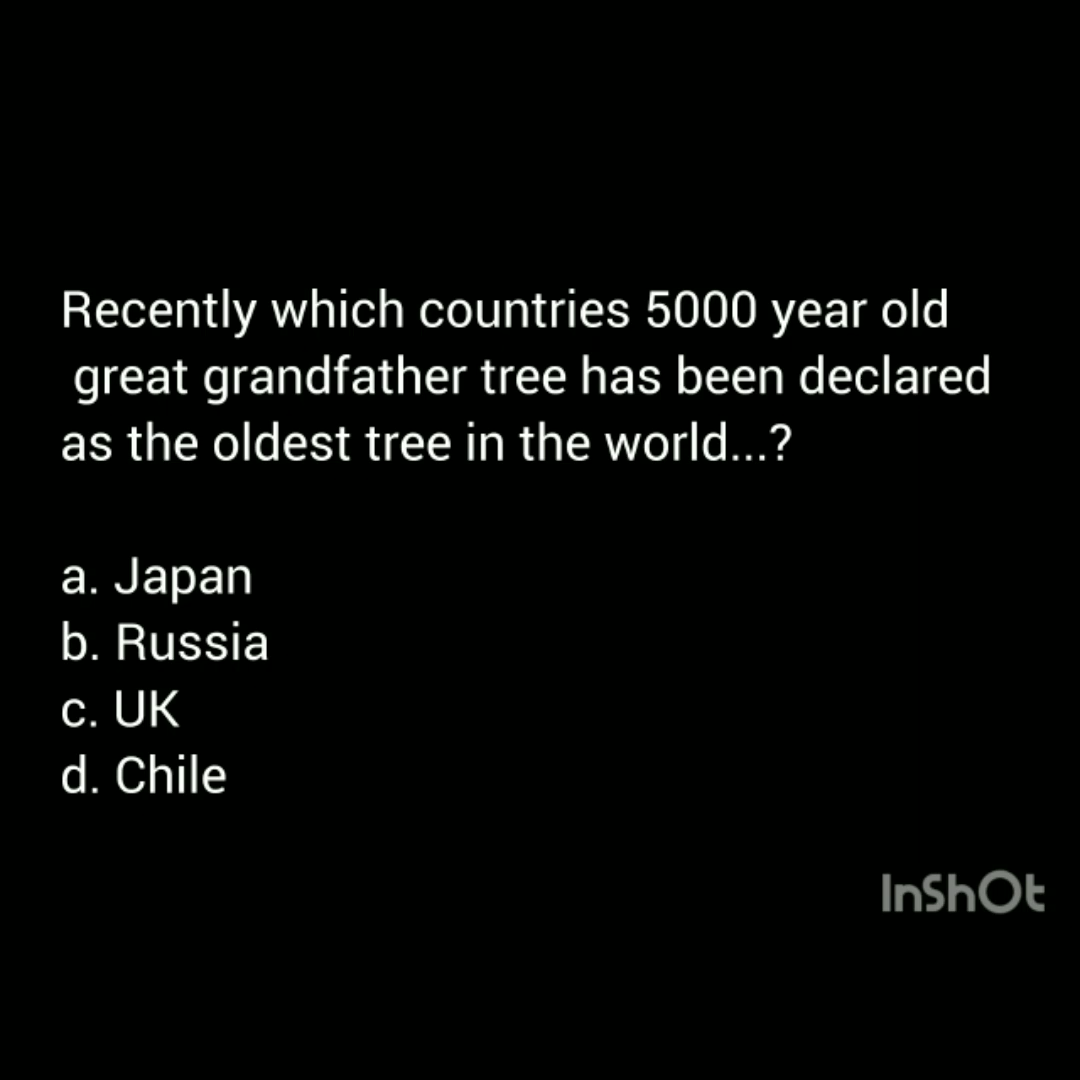 Recently which countries 5000 year old
great grandfather tree has been declared
as the oldest tree in the world...?
a. Japan
b. Russia
c. UK
d. Chile
InShOt